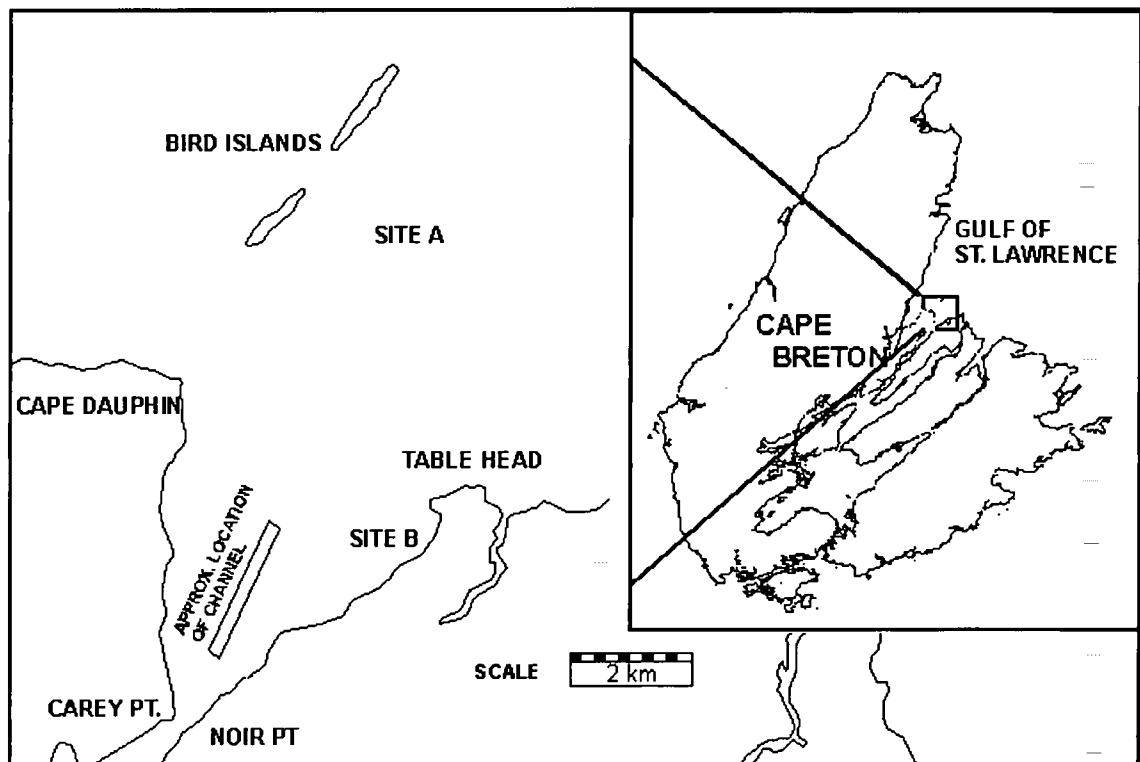 BIRD ISLANDS
SITE A
GULF OF
ST. LAWRENCE
CAPE
BRETON
CAPE DAUPHIN
TABLE HEAD
SITE B
APPROX. LOCATION
OF CHANNEL
SCALE
2 km
CAREY PT.
NOIR PT